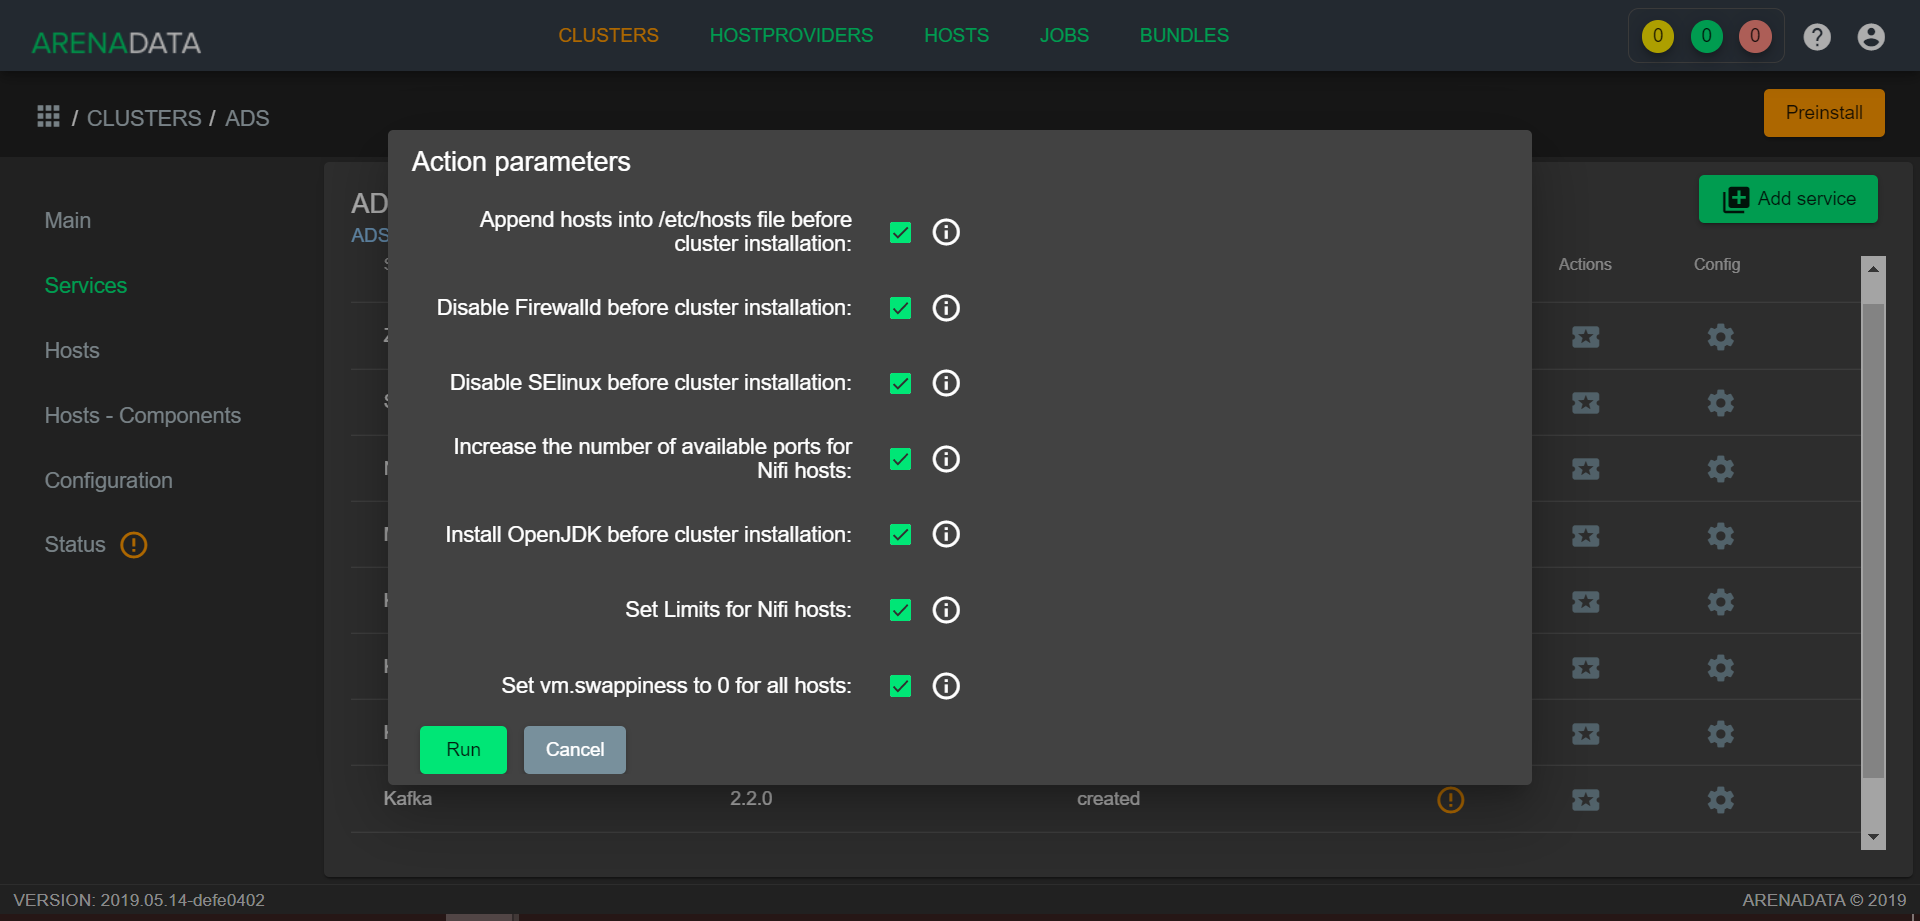 ARENADATA
CLUSTERS
HOSTPROVIDERS
HOSTS
JOBS
BUNDLES
0
0
0
?
/ CLUSTERS / ADS
Preinstall
Main
Services
Hosts
Hosts - Components
Configuration
Status
AD
ADS
Add service
Actions
Config
Action parameters
Append hosts into /etc/hosts file before
cluster installation:
Disable Firewalld before cluster installation:
Disable SElinux before cluster installation:
Increase the number of available ports for
Nifi hosts:
Install OpenJDK before cluster installation:
Set Limits for Nifi hosts:
Set vm.swappiness to 0 for all hosts:
Run
Cancel
Kafka
2.2.0
created
VERSION: 2019.05.14-defe0402
ARENADATA © 2019